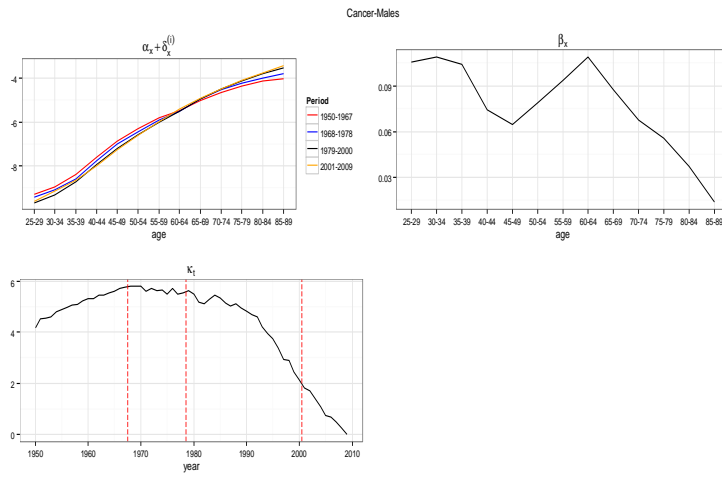 Cancer-Males
αx + δx(i)
-4
-6
-8
25-29 30-34 35-39 40-44 45-49 50-54 55-59 60-64 65-69 70-74 75-79 80-84 85-89
age
Period
1950-1967
1968-1978
1979-2000
2001-2009
βx
0.09
0.06
0.03
25-29 30-34 35-39 40-44 45-49 50-54 55-59 60-64 65-69 70-74 75-79 80-84 85-89
age
κt
6
4
2
0
1950 1960 1970 1980 1990 2000 2010
year